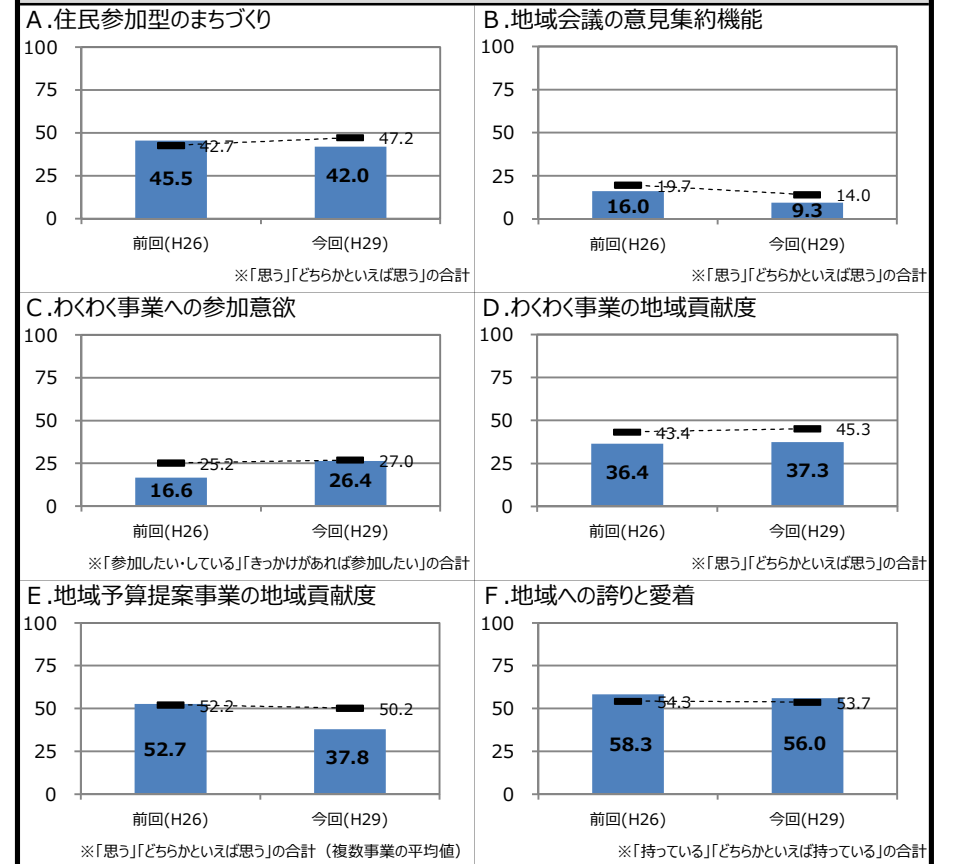 A.住民参加型のまちづくり
100
75
50
25
0
42.7
47.2
45.5
42.0
前回(H26)
今回(H29)
※「思う」「どちらかといえば思う」の合計
B.地域会議の意見集約機能
100
75
50
25
0
19.7
14.0
16.0
9.3
前回(H26)
今回(H29)
※「思う」「どちらかといえば思う」の合計
C.わくわく事業への参加意欲
100
75
50
25
0
25.2
27.0
16.6
26.4
前回(H26)
今回(H29)
※「参加したい・している」「きっかけがあれば参加したい」の合計
D.わくわく事業の地域貢献度
100
75
50
25
0
43.4
45.3
36.4
37.3
前回(H26)
今回(H29)
※「思う」「どちらかといえば思う」の合計
E.地域予算提案事業の地域貢献度
100
75
50
25
0
52.2
50.2
52.7
37.8
前回(H26)
今回(H29)
※「思う」「どちらかといえば思う」の合計（複数事業の平均値）
F.地域への誇りと愛着
100
75
50
25
0
54.3
53.7
58.3
56.0
前回(H26)
今回(H29)
※「持っている」「どちらかといえば持っている」の合計